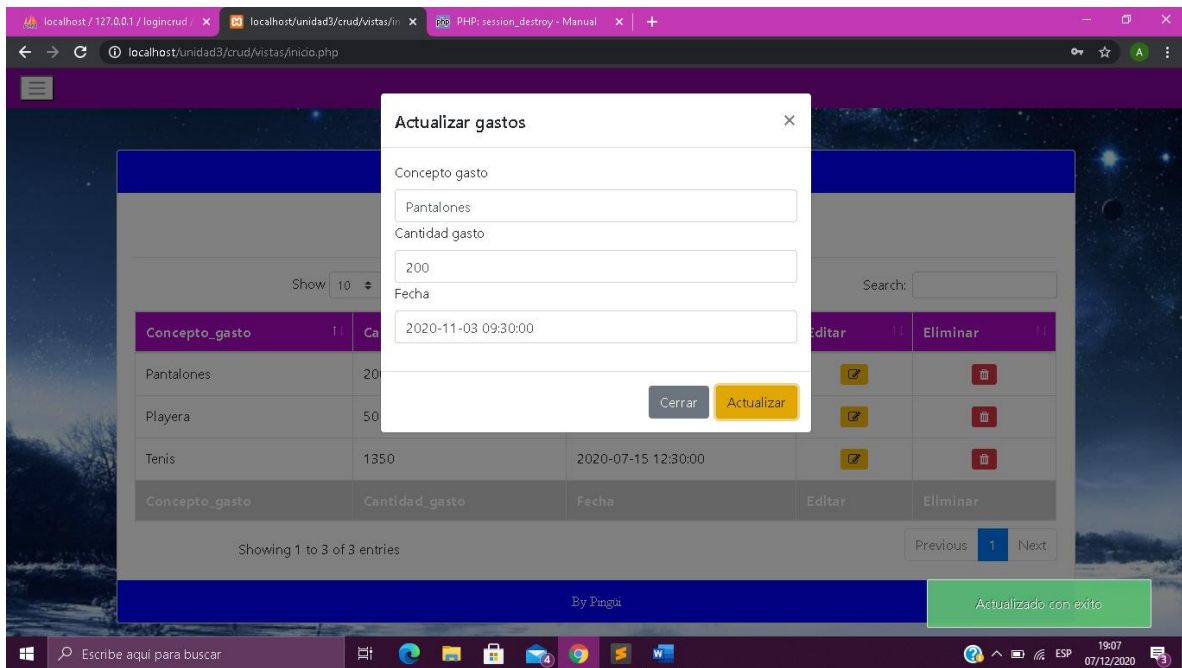 localhost / 127.0.0.1 / logincrud /
localhost/unidad3/crud/vistas/in
php PHP: session_destroy - Manual
localhost/unidad3/crud/vistas/inicio.php
A
Actualizar gastos
Concepto gasto
Pantalones
Cantidad gasto
200
Fecha
2020-11-03 09:30:00
Cerrar Actualizar
Show 10
Search:
Concepto_gasto Ca Editar Eliminar
Pantalones 20
Playera 50
Tenis 1350 2020-07-15 12:30:00
Concepto_gasto Cantidad_gasto Fecha Editar Eliminar
Showing 1 to 3 of 3 entries
Previous 1 Next
By Pingüi
Actualizado con exito
Escribe aquí para buscar
4
S
W
ESP
19:07
07/12/2020
3